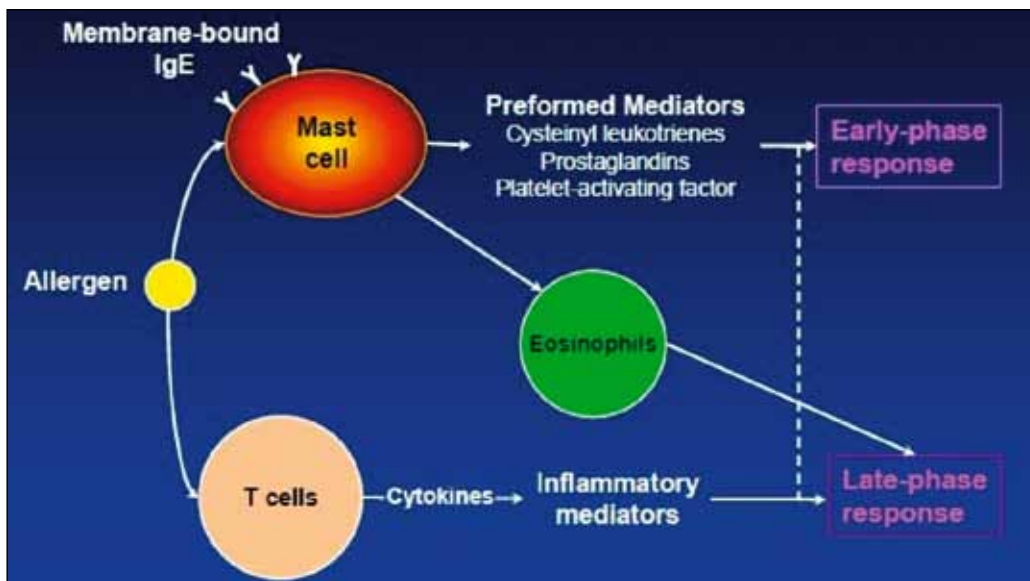 Membrane-bound
IgE
Mast
cell
Preformed Mediators
Cysteinyl leukotrienes
Prostaglandins
Platelet-activating factor
Early-phase
response
Allergen
Eosinophils
T cells
Cytokines
Inflammatory
mediators
Late-phase
response